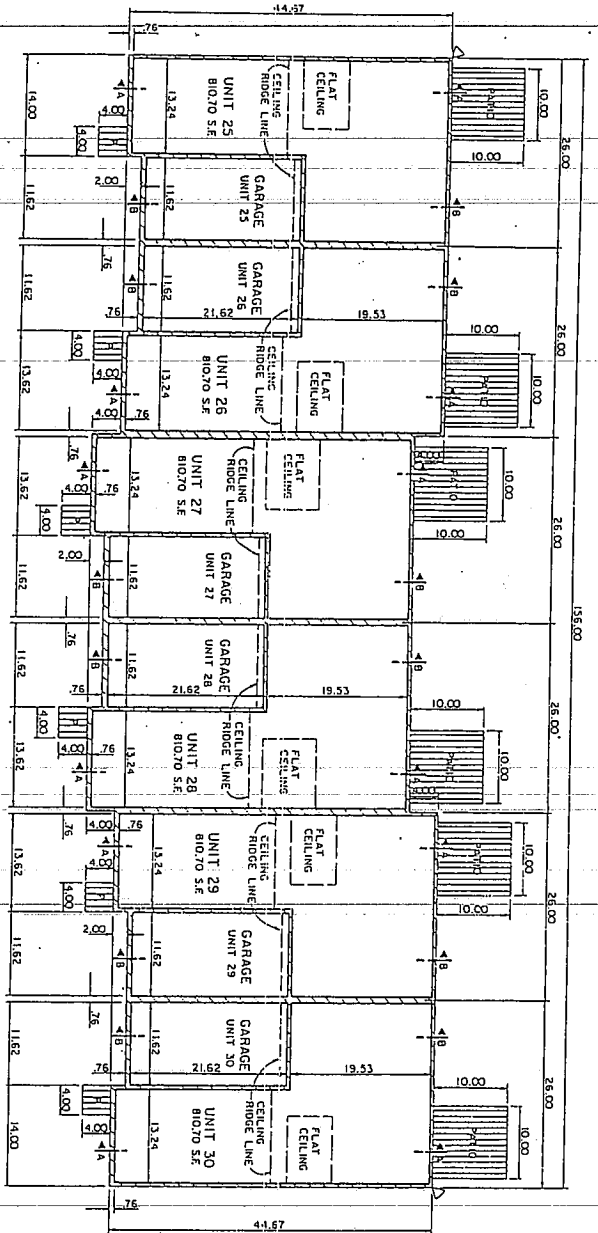 44.67
.76
14.00
4.00
A
13.24
UNIT 25
810.70 S.F.
CEILING
RIDGE LINE
FLAT
CEILING
PATIO
A
10.00
10.00
26.00
4.00
P
11.62
2.00
B
11.62
GARAGE
UNIT 25
B
156.00
11.62
.76
B
11.62
GARAGE
UNIT 26
21.62
19.53
B
.76
13.62
4.00
P
4.00
A
13.24
UNIT 26
810.70 S.F.
CEILING
RIDGE LINE
FLAT
CEILING
10.00
PATIO
A
10.00
26.00
4.00
.76
13.62
.76
4.00
A
.76
13.24
UNIT 27
810.70 S.F.
CEILING
RIDGE LINE
FLAT
CEILING
PATIO
A
10.00
10.00
26.00
4.00
P
11.62
2.00
B
11.62
GARAGE
UNIT 27
B
11.62
.76
B
11.62
GARAGE
UNIT 28
21.62
19.53
B
.76
13.62
4.00
P
4.00
A
.76
13.24
UNIT 28
810.70 S.F.
CEILING
RIDGE LINE
FLAT
CEILING
10.00
PATIO
A
10.00
26.00
13.62
.76
4.00
4.00
A
.76
13.24
UNIT 29
810.70 S.F.
CEILING
RIDGE LINE
FLAT
CEILING
PATIO
A
10.00
10.00
26.00
4.00
P
11.62
2.00
B
11.62
GARAGE
UNIT 29
B
11.62
.76
B
11.62
GARAGE
UNIT 30
21.62
19.53
B
.76
14.00
4.00
P
4.00
A
13.24
UNIT 30
810.70 S.F.
CEILING
RIDGE LINE
FLAT
CEILING
10.00
PATIO
A
10.00
26.00
.76
44.67